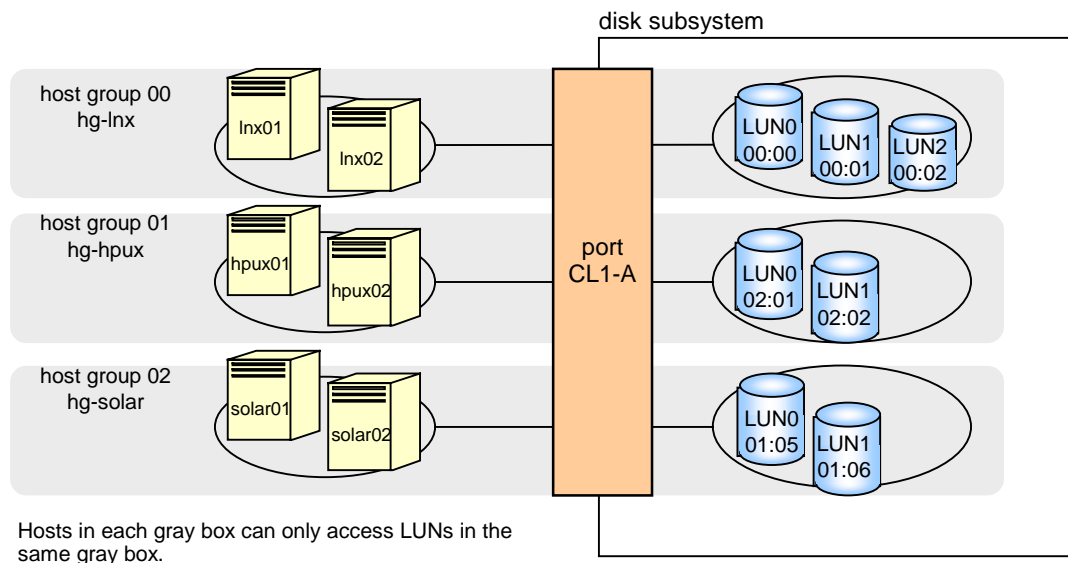 disk subsystem
host group 00
hg-lnx
lnx01
lnx02
LUN0
00:00
LUN1
00:01
LUN2
00:02
host group 01
hg-hpux
hpux01
hpux02
port
CL1-A
LUN0
02:01
LUN1
02:02
host group 02
hg-solar
solar01
solar02
LUN0
01:05
LUN1
01:06
Hosts in each gray box can only access LUNs in the
same gray box.